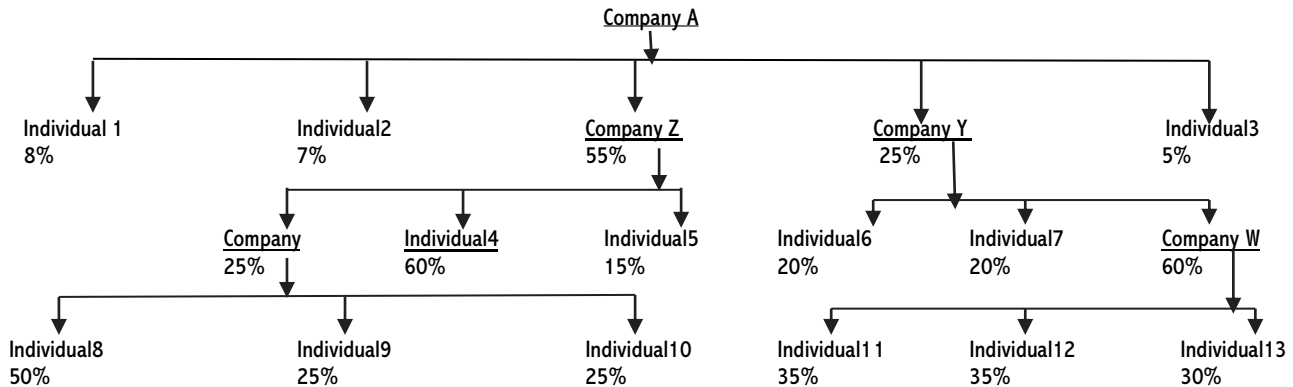 Company A
Individual 1 Individual2 Company Z Company Y Individual3
8% 7% 55% 25% 5%
Company Individual4 Individual5 Individual6 Individual7 Company W
25% 60% 15% 20% 20% 60%
Individual8 Individual9 Individual10 Individual11 Individual12 Individual13
50% 25% 25% 35% 35% 30%